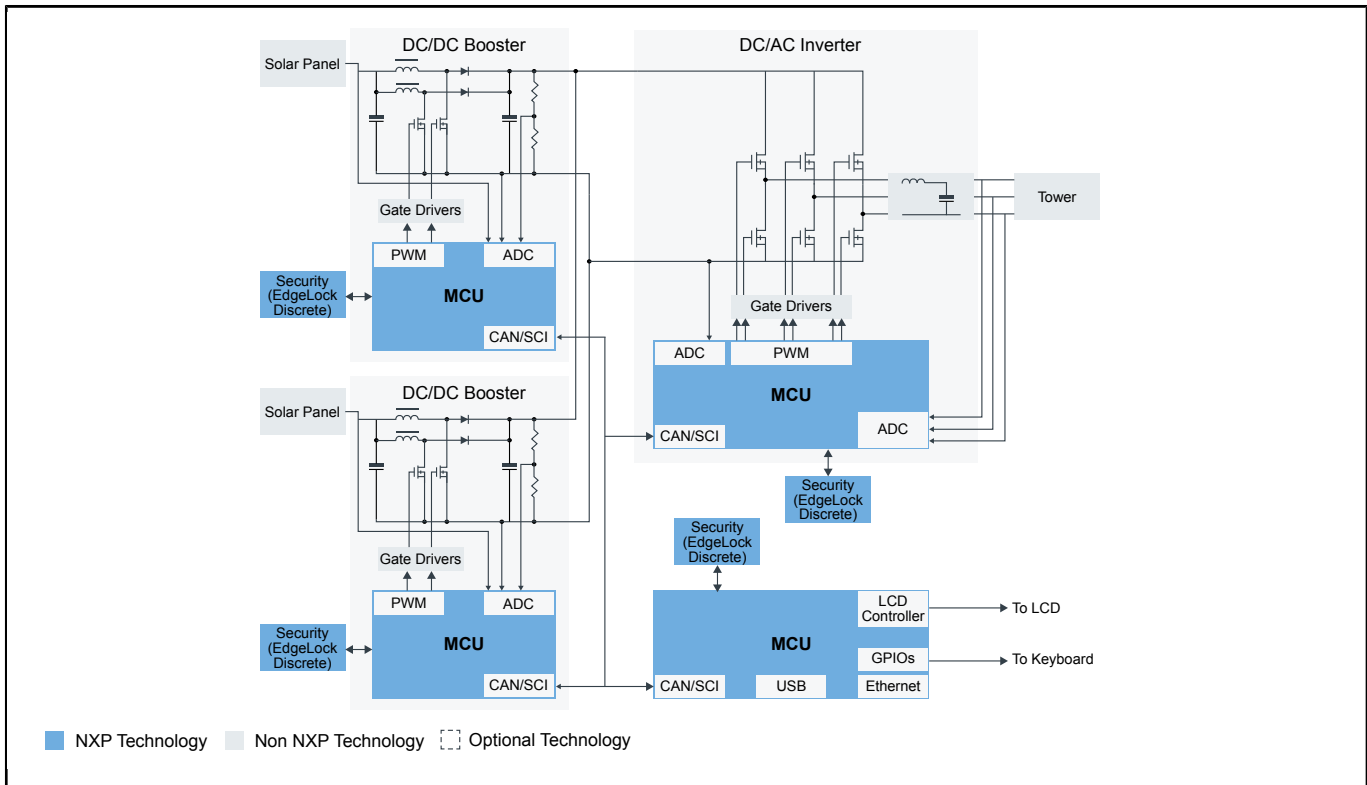 DC/DC Booster
Solar Panel
Gate Drivers
PWM
ADC
MCU
CAN/SCI
Security
(EdgeLock
Discrete)
DC/AC Inverter
Tower
Gate Drivers
ADC
PWM
MCU
CAN/SCI
ADC
Security
(EdgeLock
Discrete)
DC/DC Booster
Solar Panel
Gate Drivers
PWM
ADC
MCU
CAN/SCI
Security
(EdgeLock
Discrete)
Security
(EdgeLock
Discrete)
LCD
Controller
To LCD
MCU
GPIOs
To Keyboard
CAN/SCI
USB
Ethernet
NXP Technology
Non NXP Technology
Optional Technology